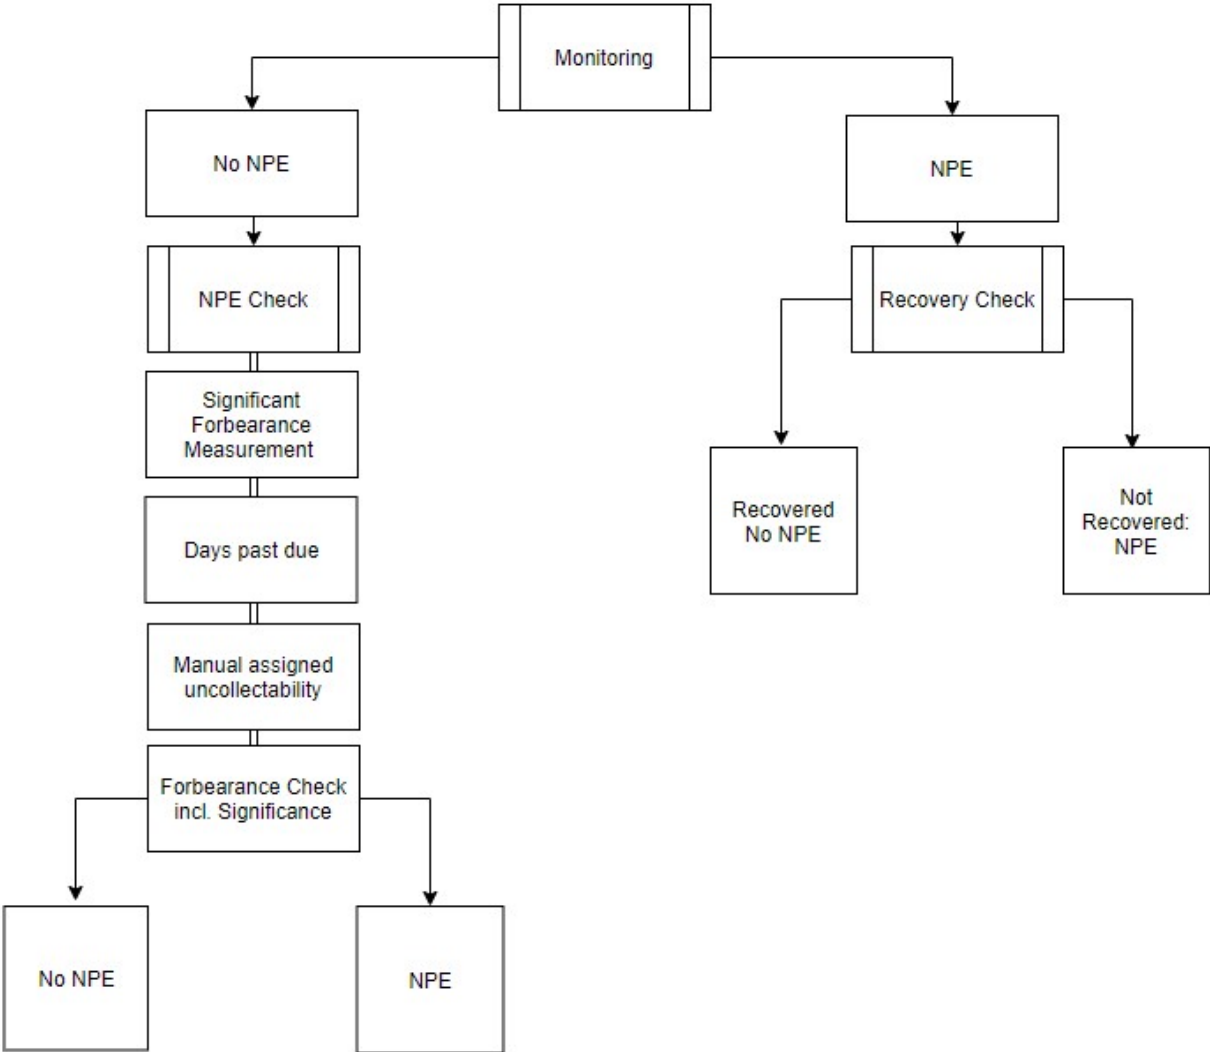 Monitoring
No NPE
NPE
NPE Check
Recovery Check
Significant
Forbearance
Measurement
Days past due
Recovered
No NPE
Not
Recovered:
NPE
Manual assigned
uncollectability
Forbearance Check
incl. Significance
No NPE
NPE